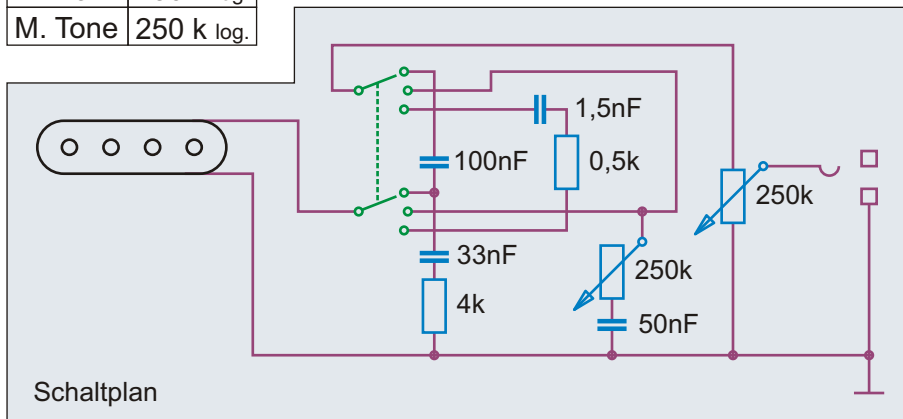 M. Tone 250 k log.
1,5nF
100nF
0,5k
250k
33nF
250k
4k
50nF
Schaltplan